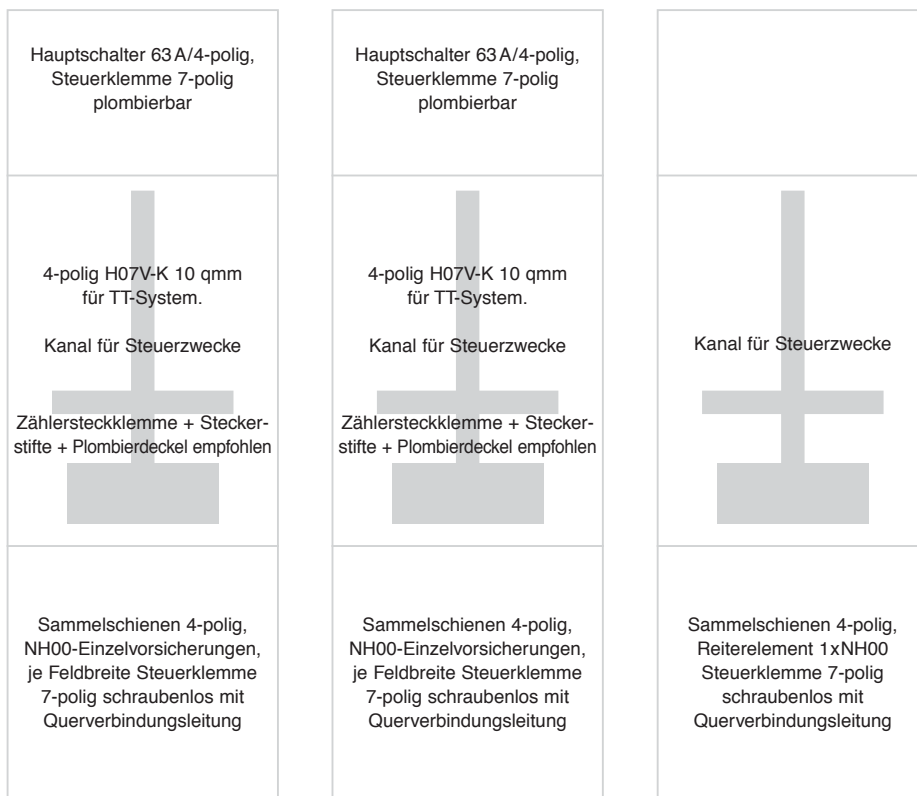 Hauptschalter 63 A/4-polig,
Steuerklemme 7-polig
plombierbar
4-polig H07V-K 10 qmm
für TT-System.
Kanal für Steuerzwecke
Zählersteckklemme + Stecker-
stifte + Plombierdeckel empfohlen
Sammelschienen 4-polig,
NH00-Einzelvorsicherungen,
je Feldbreite Steuerklemme
7-polig schraubenlos mit
Querverbindungsleitung
Hauptschalter 63 A/4-polig,
Steuerklemme 7-polig
plombierbar
4-polig H07V-K 10 qmm
für TT-System.
Kanal für Steuerzwecke
Zählersteckklemme + Stecker-
stifte + Plombierdeckel empfohlen
Sammelschienen 4-polig,
NH00-Einzelvorsicherungen,
je Feldbreite Steuerklemme
7-polig schraubenlos mit
Querverbindungsleitung
Kanal für Steuerzwecke
Sammelschienen 4-polig,
Reiterelement 1xNH00
Steuerklemme 7-polig
schraubenlos mit
Querverbindungsleitung